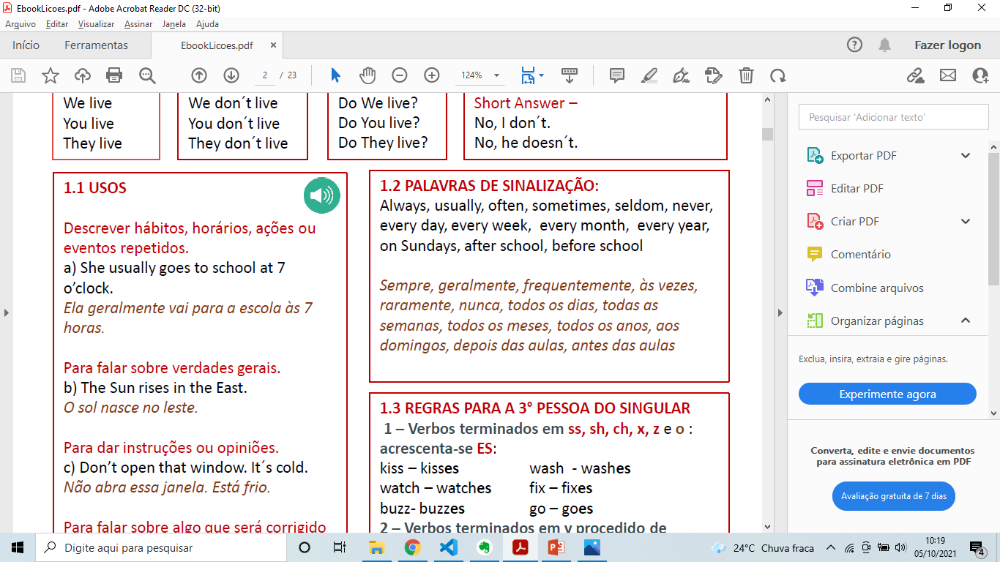 EbookLicoes.pdf - Adobe Acrobat Reader DC (32-bit)
Arquivo Editar Visualizar Assinar Janela Ajuda
Início Ferramentas EbookLicoes.pdf × Fazer logon
2 / 23 124%
We live
You live
They live
We don´t live
You don´t live
They don´t live
Do We live?
Do You live?
Do They live?
Short Answer –
No, I don´t.
No, he doesn´t.
1.1 USOS
Descrever hábitos, horários, ações ou
eventos repetidos.
a) She usually goes to school at 7
o’clock.
Ela geralmente vai para a escola às 7
horas.
Para falar sobre verdades gerais.
b) The Sun rises in the East.
O sol nasce no leste.
Para dar instruções ou opiniões.
c) Don’t open that window. It´s cold.
Não abra essa janela. Está frio.
Para falar sobre algo que será corrigido
1.2 PALAVRAS DE SINALIZAÇÃO:
Always, usually, often, sometimes, seldom, never,
every day, every week, every month, every year,
on Sundays, after school, before school
Sempre, geralmente, frequentemente, às vezes,
raramente, nunca, todos os dias, todas as
semanas, todos os meses, todos os anos, aos
domingos, depois das aulas, antes das aulas
1.3 REGRAS PARA A 3° PESSOA DO SINGULAR
1 – Verbos terminados em ss, sh, ch, x, z e o :
acrescenta-se ES:
kiss – kisses wash - washes
watch – watches fix – fixes
buzz- buzzes go – goes
2 – Verbos terminados em y procedido de
Pesquisar 'Adicionar texto'
Exportar PDF
Editar PDF
Criar PDF
Comentário
Combine arquivos
Organizar páginas
Exclua, insira, extraia e gire páginas.
Experimente agora
Converta, edite e envie documentos
para assinatura eletrônica em PDF
Avaliação gratuita de 7 dias
Digite aqui para pesquisar
24°C Chuva fraca
10:19
05/10/2021
4